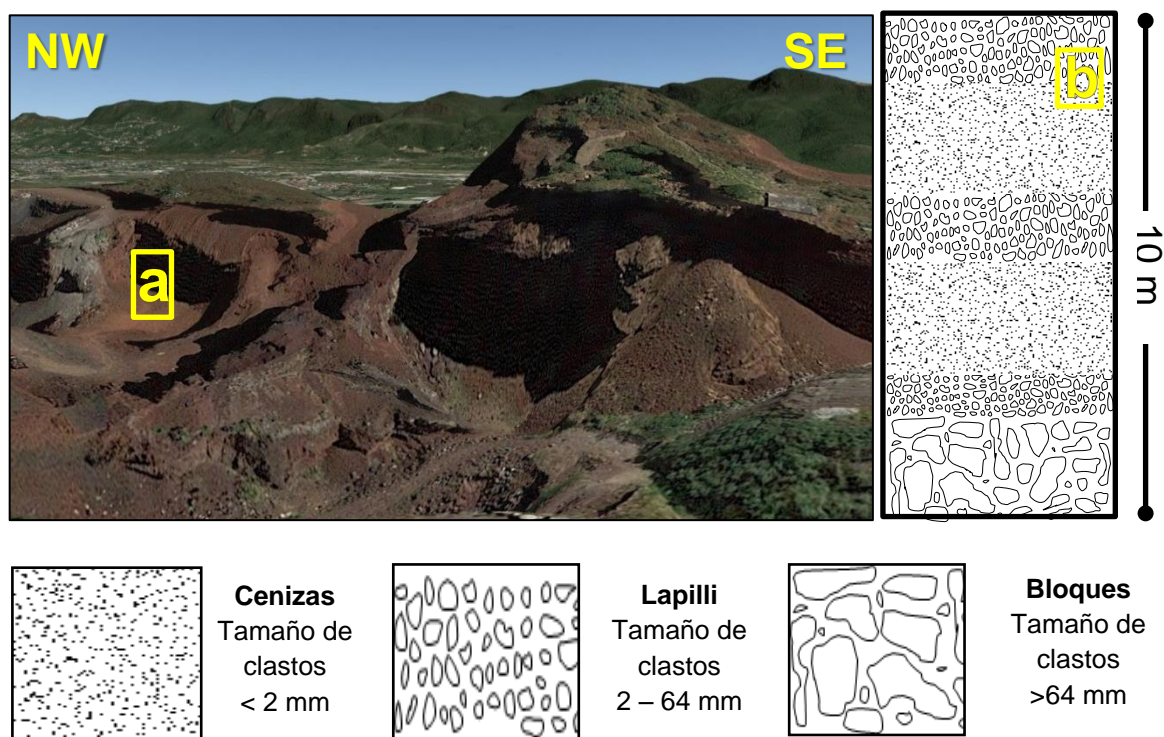 NW
SE
a
b
10 m
Cenizas
Tamaño de
clastos
< 2 mm
Lapilli
Tamaño de
clastos
2 – 64 mm
Bloques
Tamaño de
clastos
>64 mm